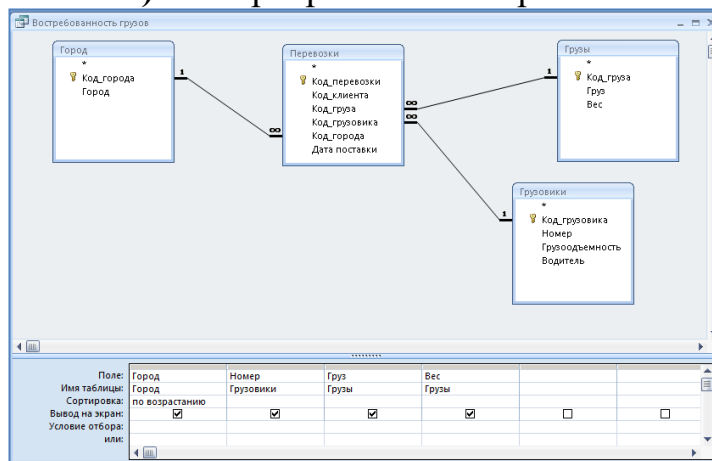 Востребованность грузов
Город
*
Код_города
Город
Перевозки
*
Код_перевозки
Код_клиента
Код_груза
Код_грузовика
Код_города
Дата поставки
Грузы
*
Код_груза
Груз
Вес
Грузовики
*
Код_грузовика
Номер
Грузоодъемность
Водитель
1
∞
∞
∞
1
1
Поле: Город Номер Груз Вес
Имя таблицы: Город Грузовики Грузы Грузы
Сортировка: по возрастанию
Вывод на экран:
Условие отбора:
или: